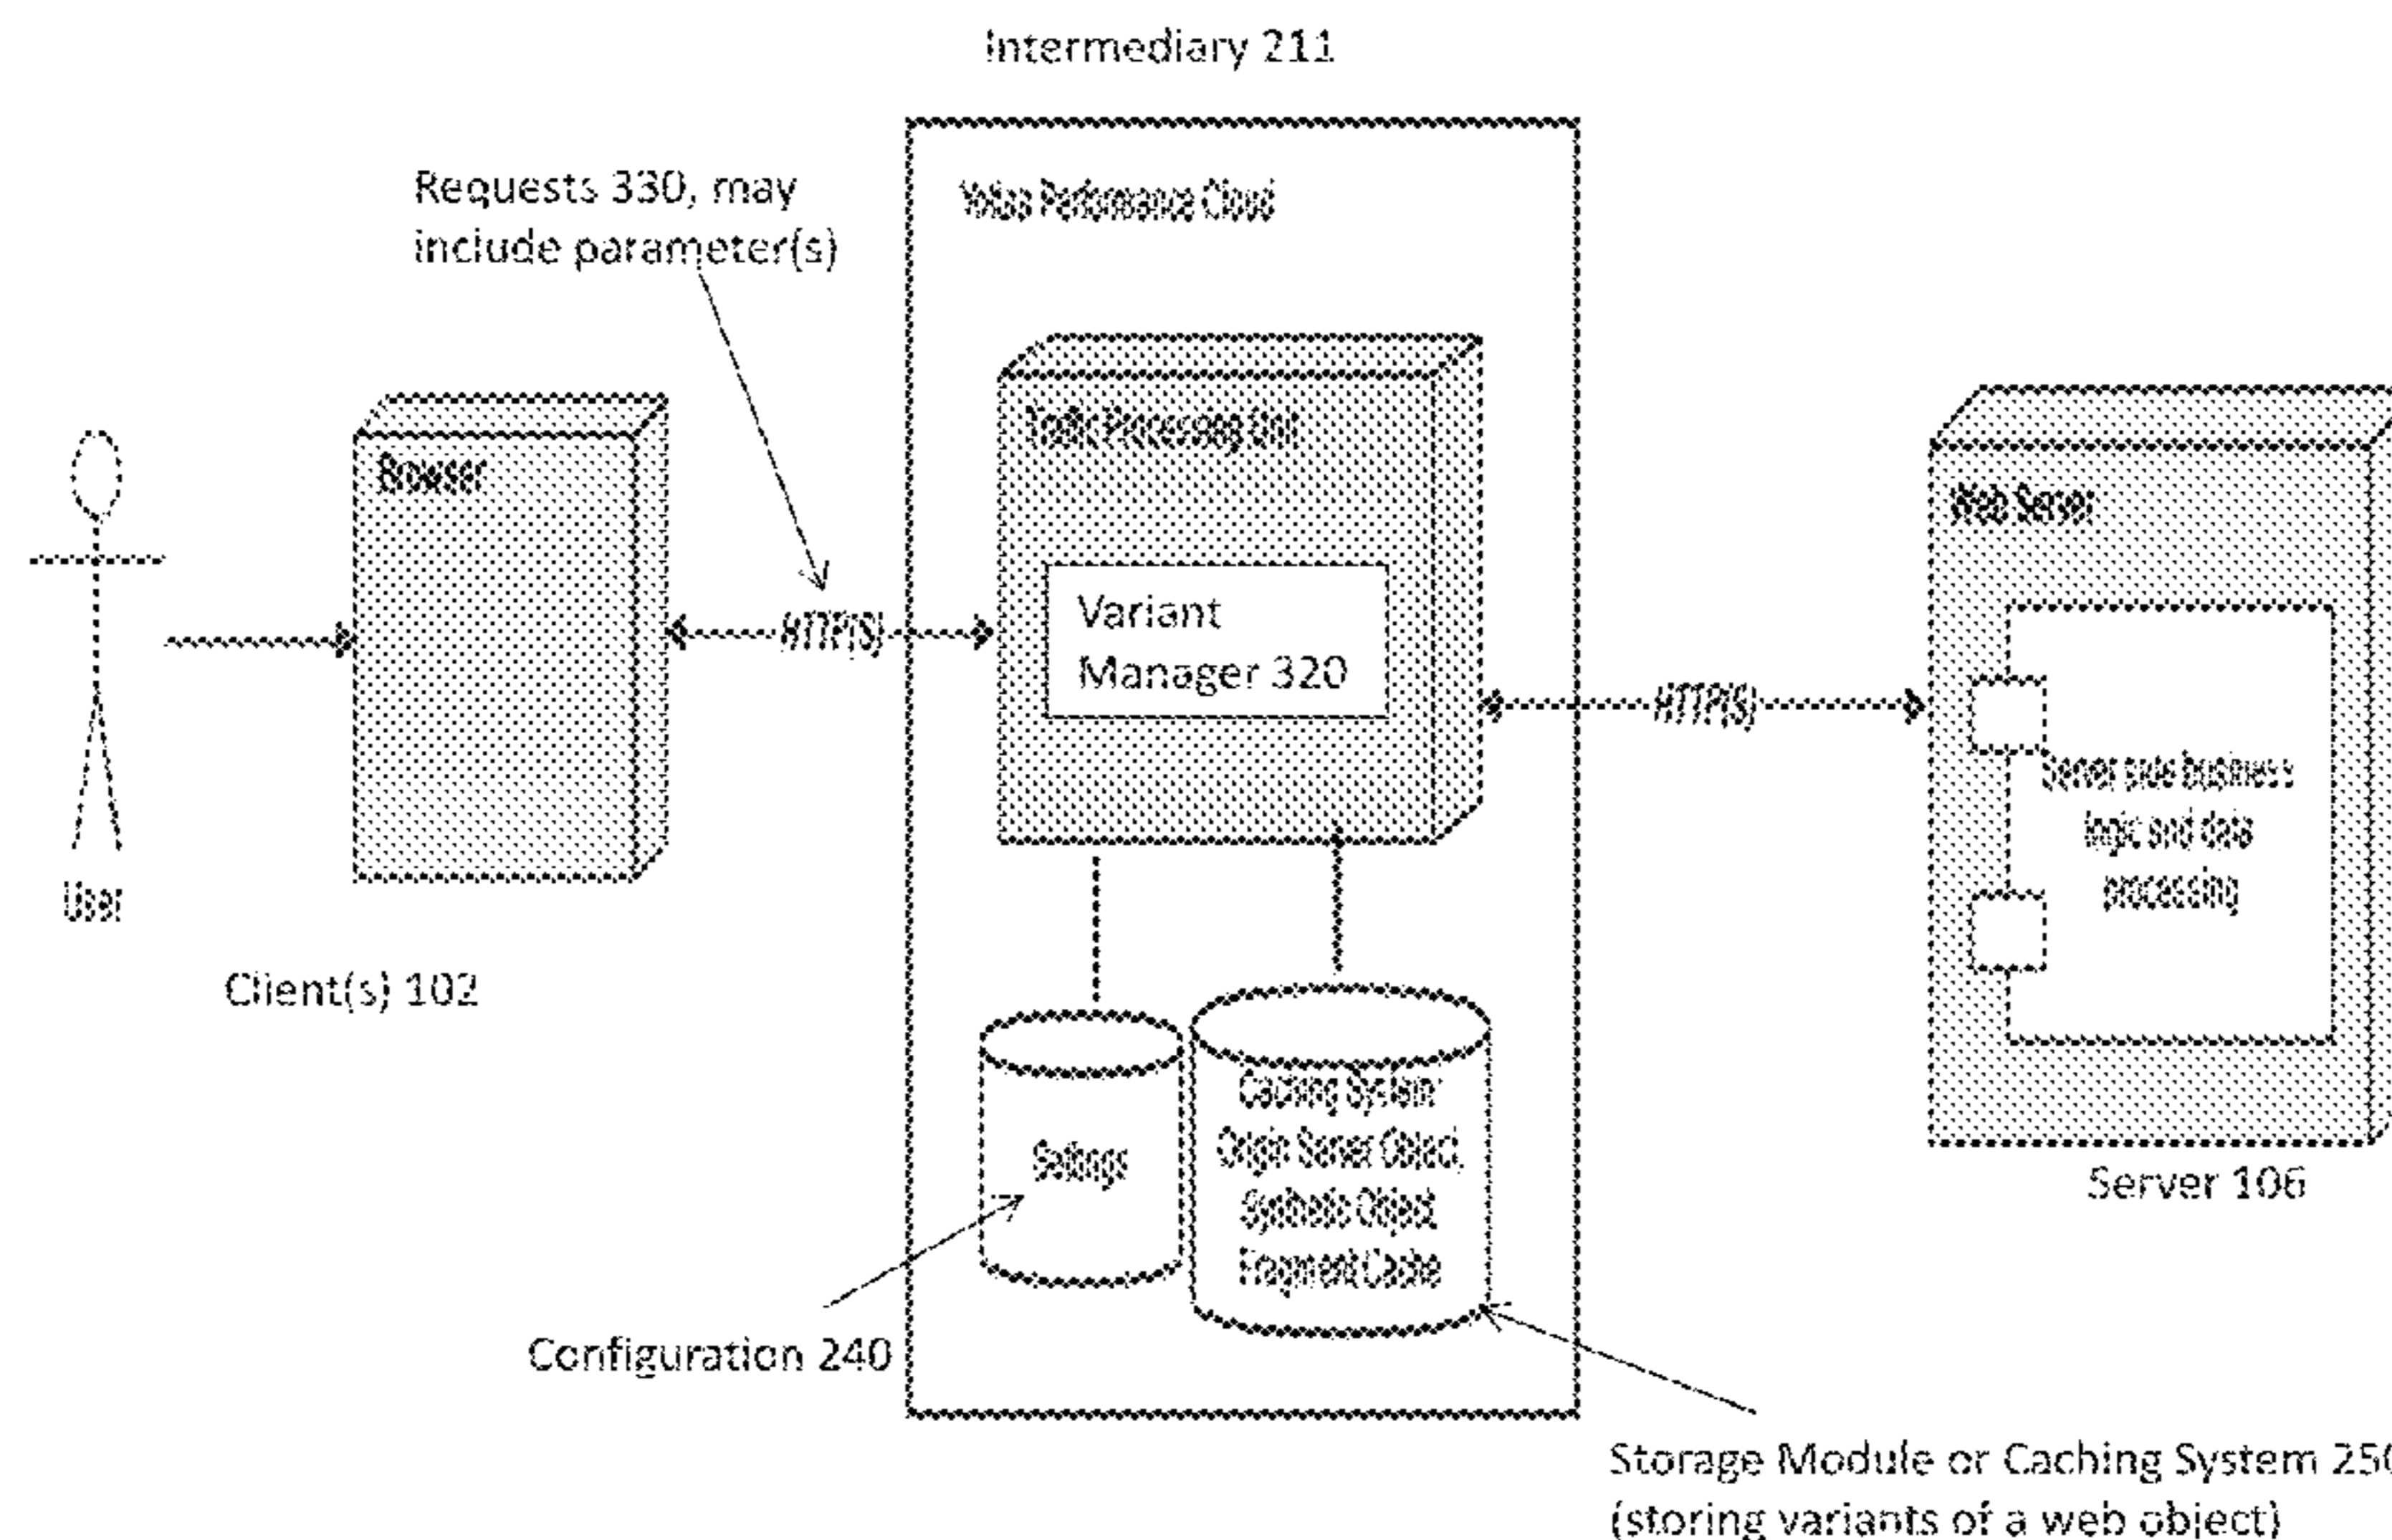 Intermediary 211
Requests 330, may
include parameter(s)
Performance Cloud
Traffic Processing Unit
Browser
Web Server
Variant
Manager 320
HTTP(S)
HTTP(S)
Server side business
logic and data
processing
User
Client(s) 102
Caching System
Origin Server Object
Synthetic Object
Fragment Cache
Settings
Server 106
Configuration 240
Storage Module or Caching System 250
(storing variants of a web object)